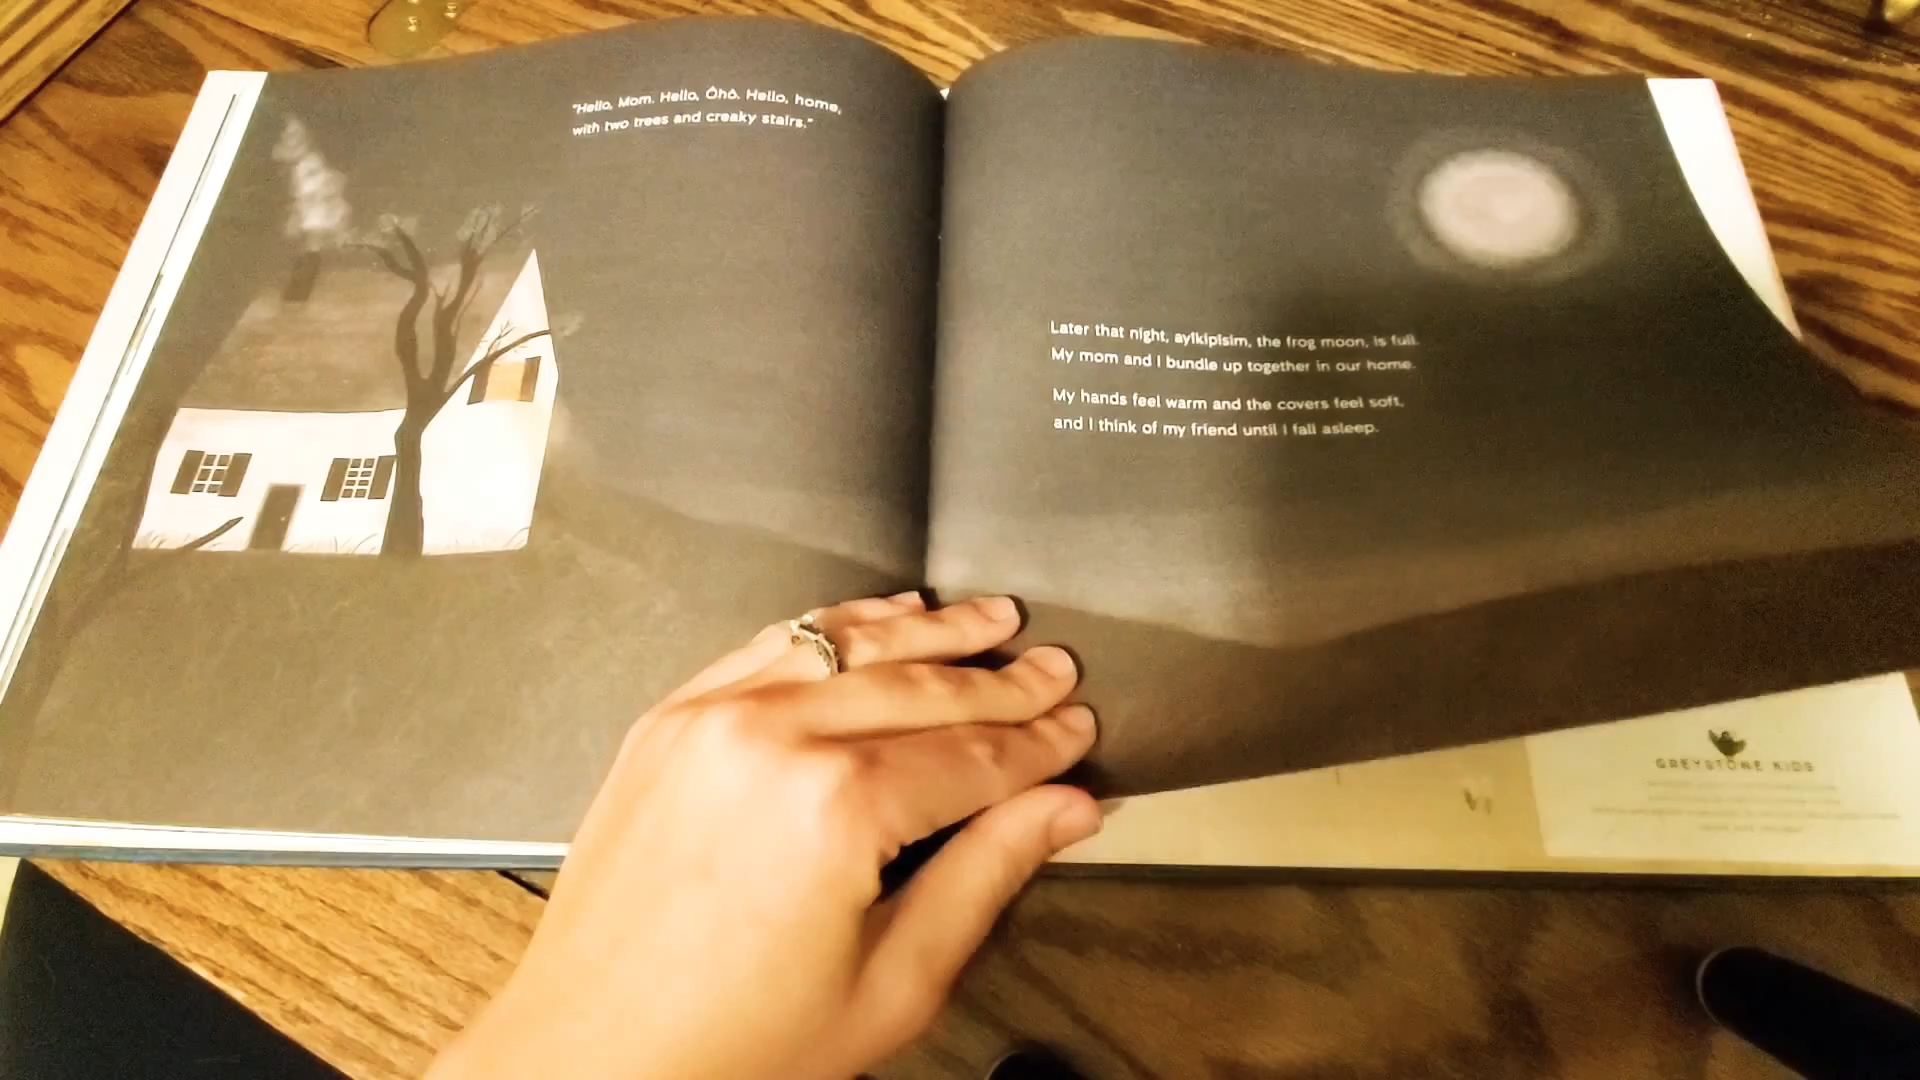 "Hello, Mom. Hello, Ôhô. Hello, home,
with two trees and creaky stairs."
Later that night, ayîkipîsim, the frog moon, is full.
My mom and I bundle up together in our home.
My hands feel warm and the covers feel soft,
and I think of my friend until I fall asleep.
GREYSTONE KIDS